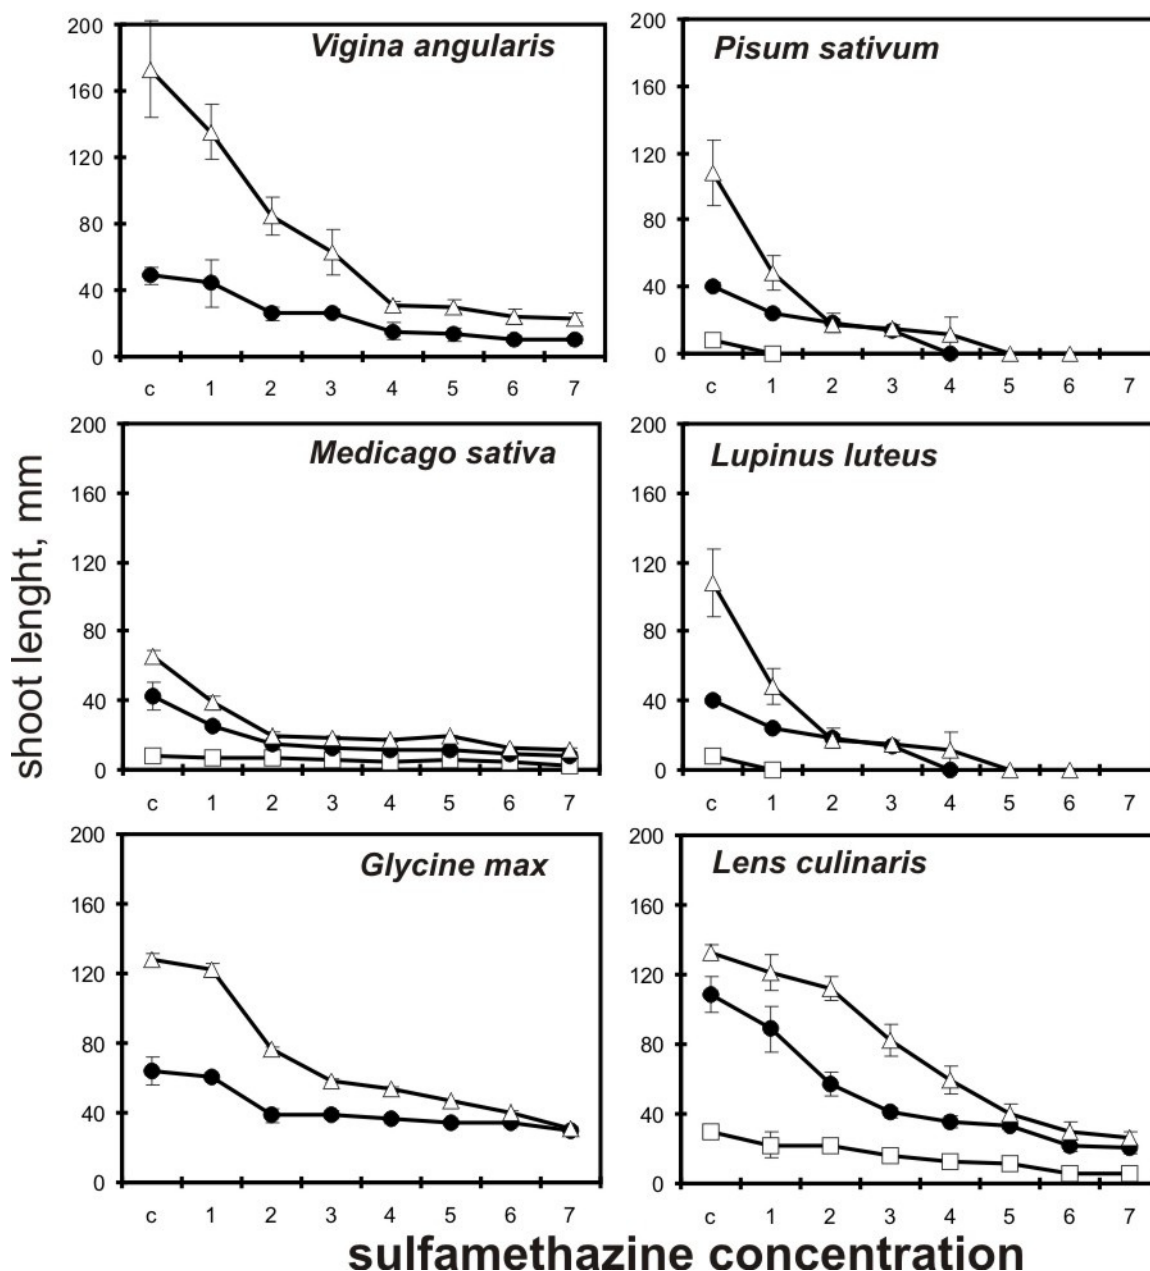 Vigina angularis
200
160
120
80
40
0
c 1 2 3 4 5 6 7
Pisum sativum
200
160
120
80
40
0
c 1 2 3 4 5 6 7
shoot lenght, mm
Medicago sativa
200
160
120
80
40
0
c 1 2 3 4 5 6 7
Lupinus luteus
200
160
120
80
40
0
c 1 2 3 4 5 6 7
Glycine max
200
160
120
80
40
0
c 1 2 3 4 5 6 7
Lens culinaris
200
160
120
80
40
0
c 1 2 3 4 5 6 7
sulfamethazine concentration